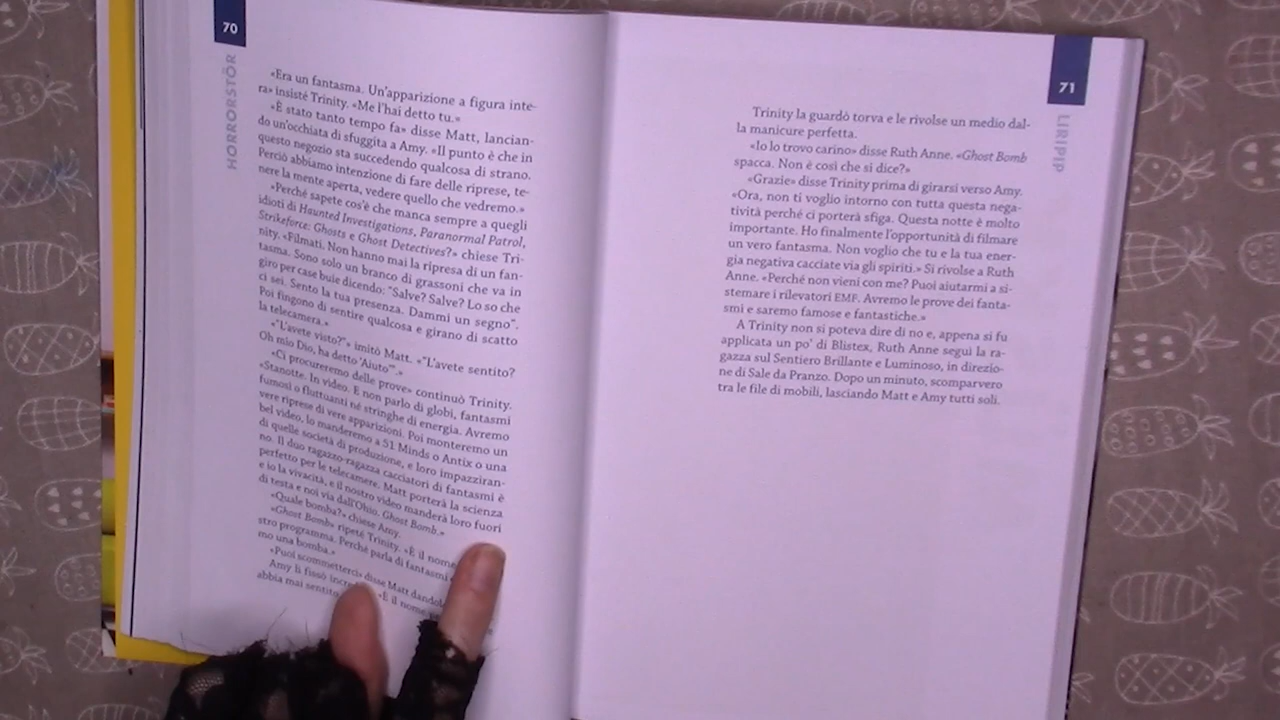 70
HORRORSTÖR
«Era un fantasma. Un'apparizione a figura inte-
ra» insisté Trinity. «Me l'hai detto tu.»
«È stato tanto tempo fa» disse Matt, lancian-
do un'occhiata di sfuggita a Amy. «Il punto è che in
questo negozio sta succedendo qualcosa di strano.
Perciò abbiamo intenzione di fare delle riprese, te-
nere la mente aperta, vedere quello che vedremo.»
«Perché sapete cos'è che manca sempre a quegli
idioti di Haunted Investigations, Paranormal Patrol,
Strikeforce: Ghosts e Ghost Detectives?» chiese Tri-
nity. «Filmati. Non hanno mai la ripresa di un fan-
tasma. Sono solo un branco di grassoni che va in
giro per case buie dicendo: "Salve? Salve? Lo so che
ci sei. Sento la tua presenza. Dammi un segno".
Poi fingono di sentire qualcosa e girano di scatto
la telecamera.»
«"L'avete visto?"» imitò Matt. «"L'avete sentito?
Oh mio Dio, ha detto 'Aiuto'".»
«Ci procureremo delle prove» continuò Trinity.
«Stanotte. In video. E non parlo di globi, fantasmi
fumosi o fluttuanti né stringhe di energia. Avremo
vere riprese di vere apparizioni. Poi monteremo un
bel video, lo manderemo a 51 Minds o Antix o una
di quelle società di produzione, e loro impazziran-
no. Il duo ragazzo-ragazza cacciatori di fantasmi è
perfetto per le telecamere. Matt porterà la scienza
e io la vivacità, e il nostro video manderà loro fuori
di testa e noi via dall'Ohio. Ghost Bomb.»
«Quale bomba?» chiese Amy.
«Ghost Bomb» ripeté Trinity. «È il nome
stro programma. Perché parla di fantasmi
mo una bomba.»
«Puoi scommetterci» disse Matt
Amy li fissò «È il nome
abbia mai sentito
71
LIRIPIP
Trinity la guardò torva e le rivolse un medio dal-
la manicure perfetta.
«Io lo trovo carino» disse Ruth Anne. «Ghost Bomb
spacca. Non è così che si dice?»
«Grazie» disse Trinity prima di girarsi verso Amy.
«Ora, non ti voglio intorno con tutta questa nega-
tività perché ci porterà sfiga. Questa notte è molto
importante. Ho finalmente l'opportunità di filmare
un vero fantasma. Non voglio che tu e la tua ener-
gia negativa cacciate via gli spiriti.» Si rivolse a Ruth
Anne. «Perché non vieni con me? Puoi aiutarmi a si-
stemare i rilevatori EMF. Avremo le prove dei fanta-
smi e saremo famose e fantastiche.»
A Trinity non si poteva dire di no e, appena si fu
applicata un po' di Blistex, Ruth Anne seguì la ra-
gazza sul Sentiero Brillante e Luminoso, in direzio-
ne di Sale da Pranzo. Dopo un minuto, scomparvero
tra le file di mobili, lasciando Matt e Amy tutti soli.